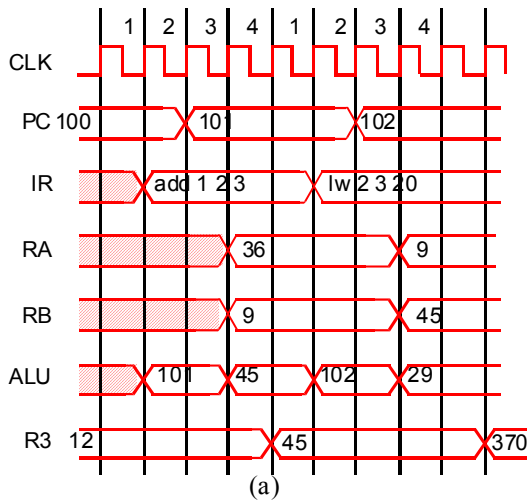 1 2 3 4 1 2 3 4
CLK
PC 100 101 102
IR add 1 2 3 lw 2 3 20
RA 36 9
RB 9 45
ALU 101 45 102 29
R3 12 45 370
(a)